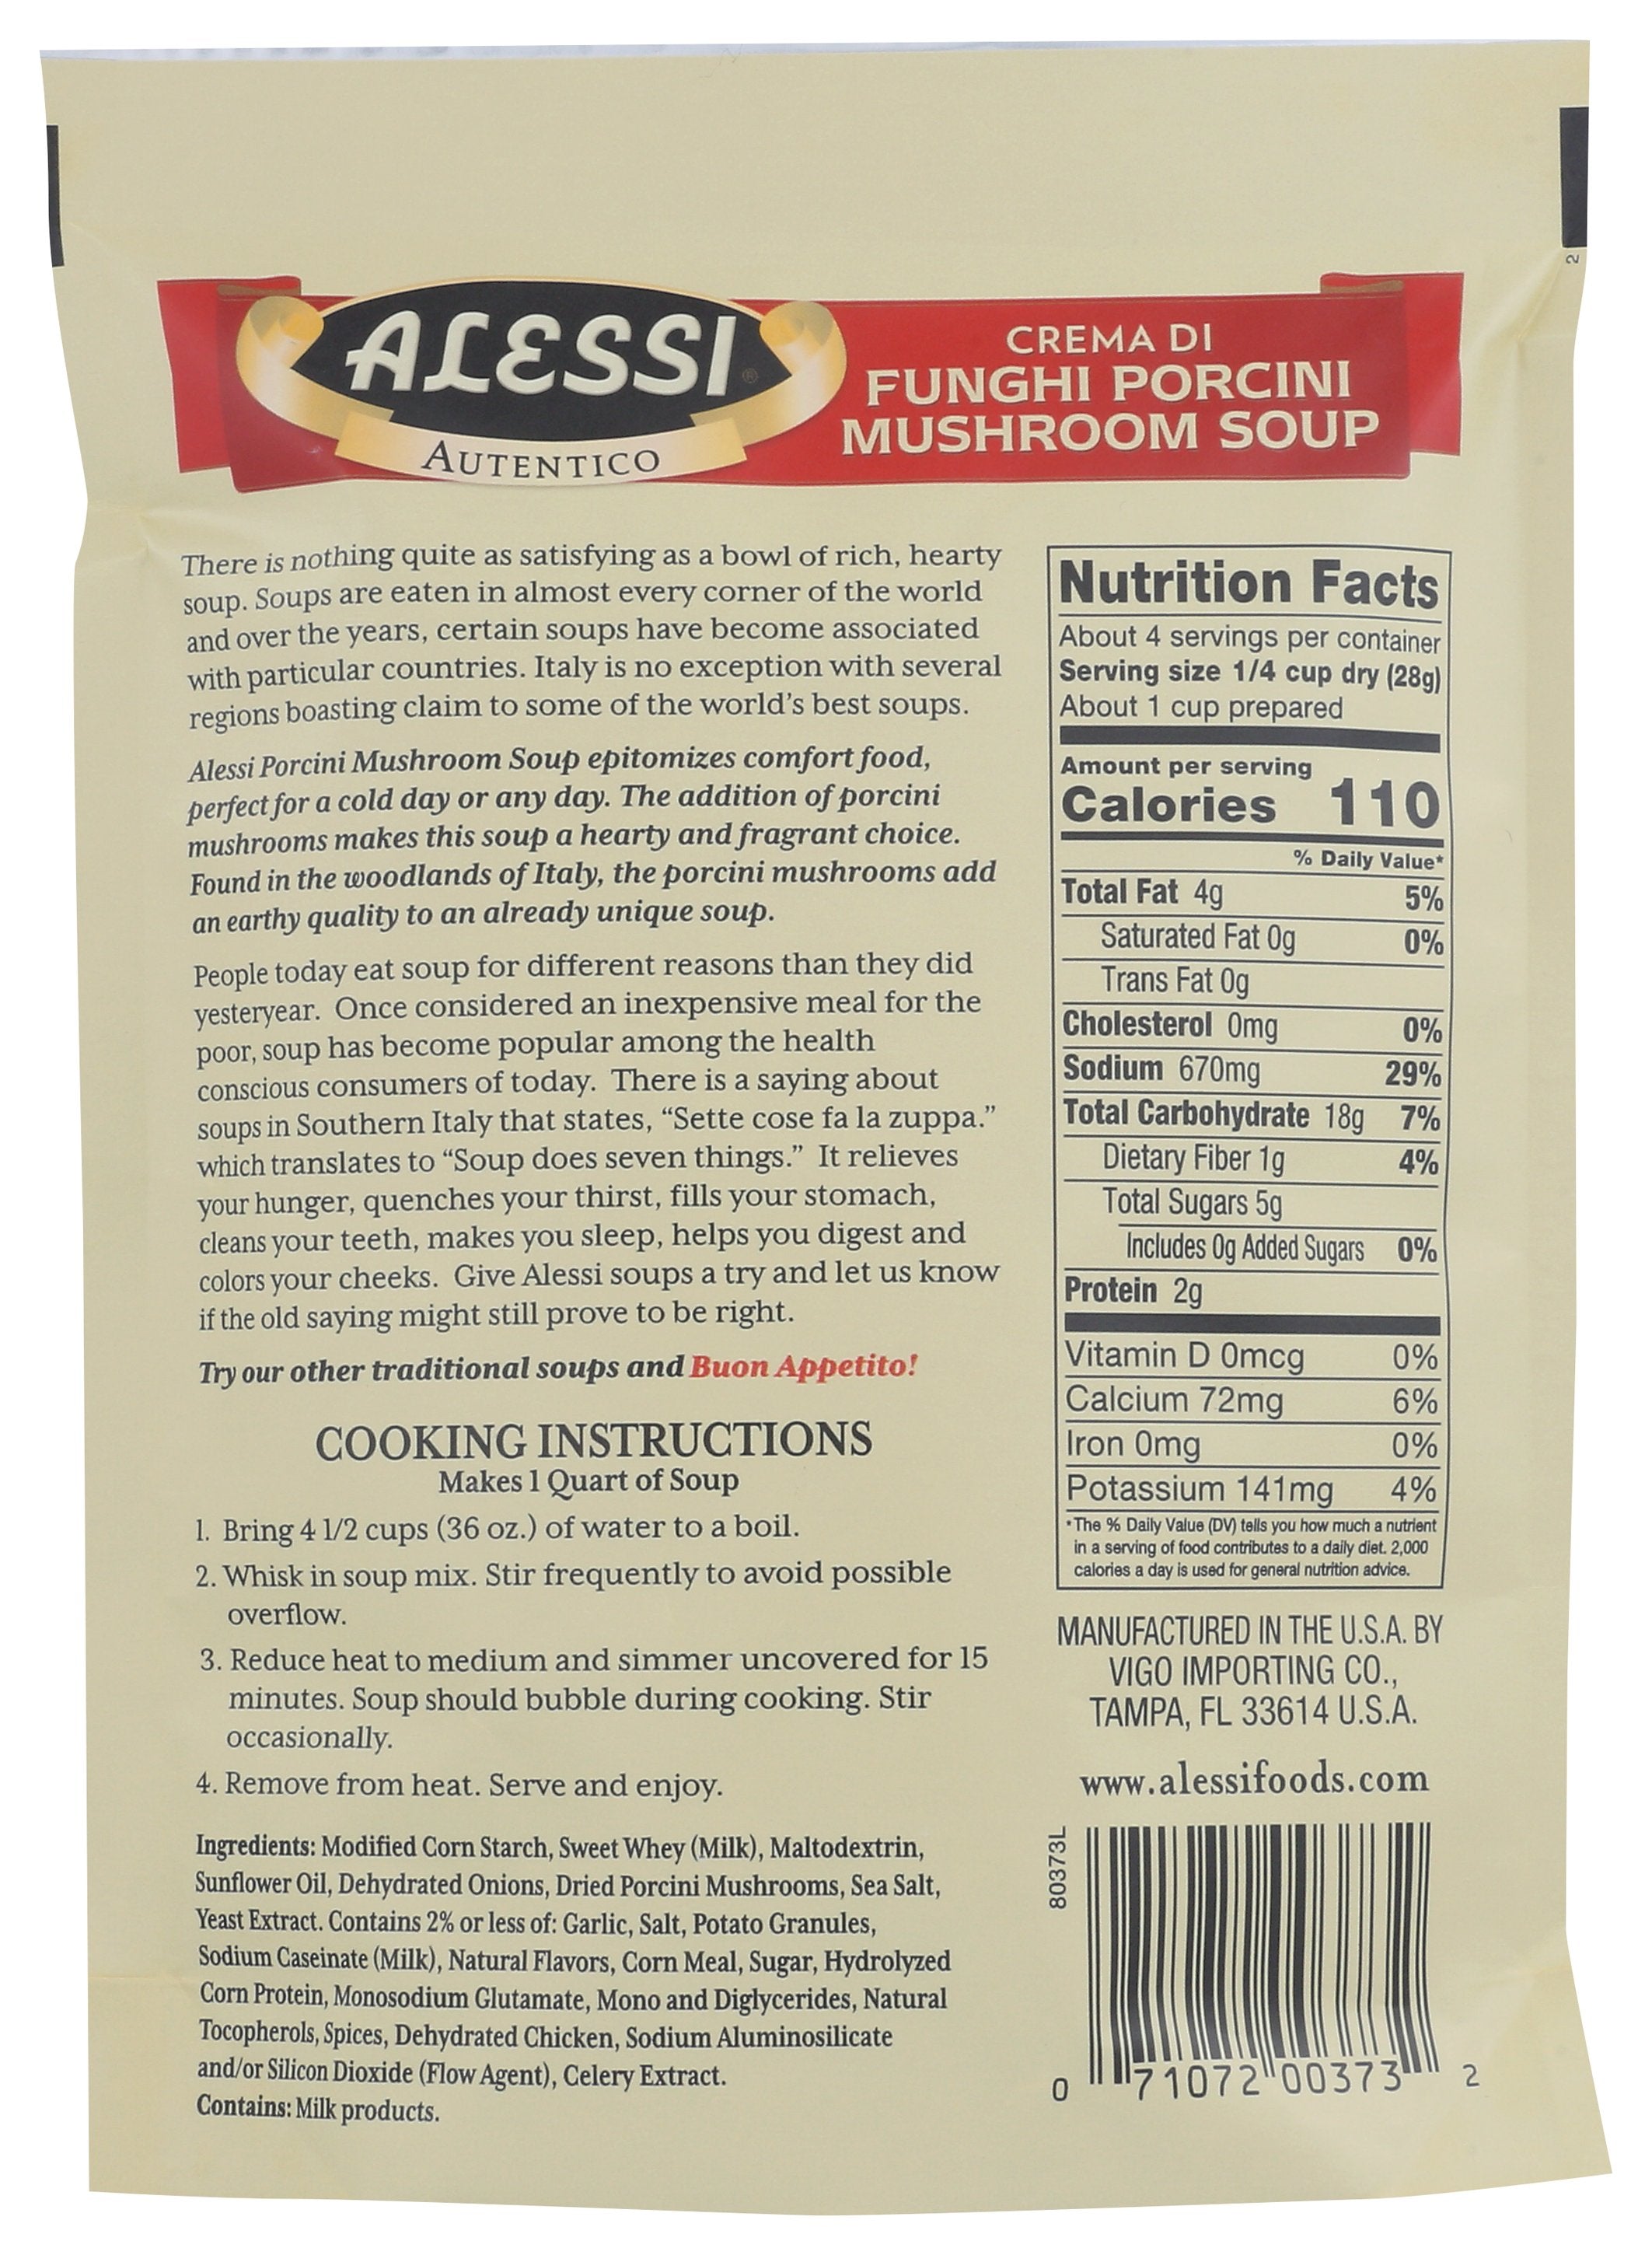 2
ALESSI®
AUTENTICO
CREMA DI
FUNGHI PORCINI
MUSHROOM SOUP
There is nothing quite as satisfying as a bowl of rich, hearty
soup. Soups are eaten in almost every corner of the world
and over the years, certain soups have become associated
with particular countries. Italy is no exception with several
regions boasting claim to some of the world's best soups.
Alessi Porcini Mushroom Soup epitomizes comfort food,
perfect for a cold day or any day. The addition of porcini
mushrooms makes this soup a hearty and fragrant choice.
Found in the woodlands of Italy, the porcini mushrooms add
an earthy quality to an already unique soup.
People today eat soup for different reasons than they did
yesteryear. Once considered an inexpensive meal for the
poor, soup has become popular among the health
conscious consumers of today. There is a saying about
soups in Southern Italy that states, “Sette cose fa la zuppa.”
which translates to “Soup does seven things.” It relieves
your hunger, quenches your thirst, fills your stomach,
cleans your teeth, makes you sleep, helps you digest and
colors your cheeks. Give Alessi soups a try and let us know
if the old saying might still prove to be right.
Try our other traditional soups and Buon Appetito!
COOKING INSTRUCTIONS
Makes 1 Quart of Soup
1. Bring 4 1/2 cups (36 oz.) of water to a boil.
2. Whisk in soup mix. Stir frequently to avoid possible
overflow.
3. Reduce heat to medium and simmer uncovered for 15
minutes. Soup should bubble during cooking. Stir
occasionally.
4. Remove from heat. Serve and enjoy.
Ingredients: Modified Corn Starch, Sweet Whey (Milk), Maltodextrin,
Sunflower Oil, Dehydrated Onions, Dried Porcini Mushrooms, Sea Salt,
Yeast Extract. Contains 2% or less of: Garlic, Salt, Potato Granules,
Sodium Caseinate (Milk), Natural Flavors, Corn Meal, Sugar, Hydrolyzed
Corn Protein, Monosodium Glutamate, Mono and Diglycerides, Natural
Tocopherols, Spices, Dehydrated Chicken, Sodium Aluminosilicate
and/or Silicon Dioxide (Flow Agent), Celery Extract.
Contains: Milk products.
Nutrition Facts
About 4 servings per container
Serving size 1/4 cup dry (28g)
About 1 cup prepared
Amount per serving
Calories 110
% Daily Value*
Total Fat 4g 5%
Saturated Fat 0g 0%
Trans Fat 0g
Cholesterol 0mg 0%
Sodium 670mg 29%
Total Carbohydrate 18g 7%
Dietary Fiber 1g 4%
Total Sugars 5g
Includes 0g Added Sugars 0%
Protein 2g
Vitamin D 0mcg 0%
Calcium 72mg 6%
Iron 0mg 0%
Potassium 141mg 4%
*The % Daily Value (DV) tells you how much a nutrient
in a serving of food contributes to a daily diet. 2,000
calories a day is used for general nutrition advice.
MANUFACTURED IN THE U.S.A. BY
VIGO IMPORTING CO.,
TAMPA, FL 33614 U.S.A.
www.alessifoods.com
80373L
0 71072 00373 2